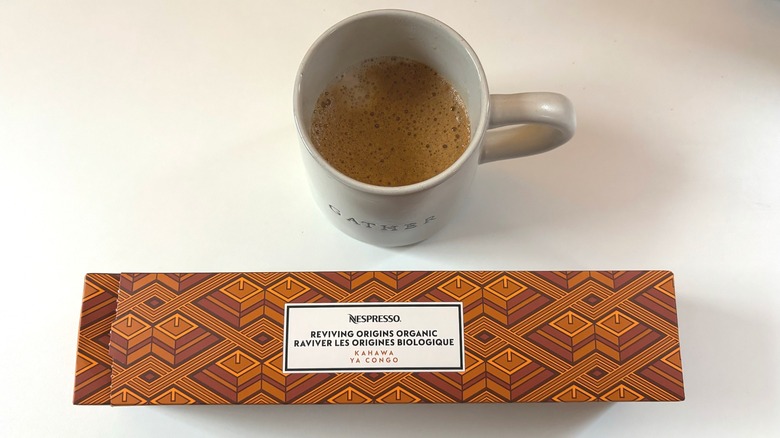 GATHER
NESPRESSO.
REVIVING ORIGINS ORGANIC
RAVIVER LES ORIGINES BIOLOGIQUE
KAHAWA
YA CONGO